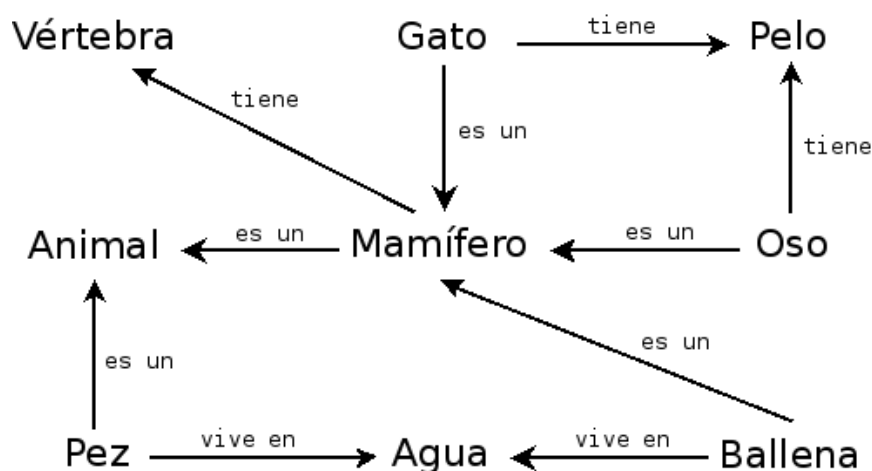 Vértebra
Gato
tiene
Pelo
tiene
es un
tiene
Animal
es un
Mamífero
es un
Oso
es un
es un
Pez
vive en
Agua
vive en
Ballena